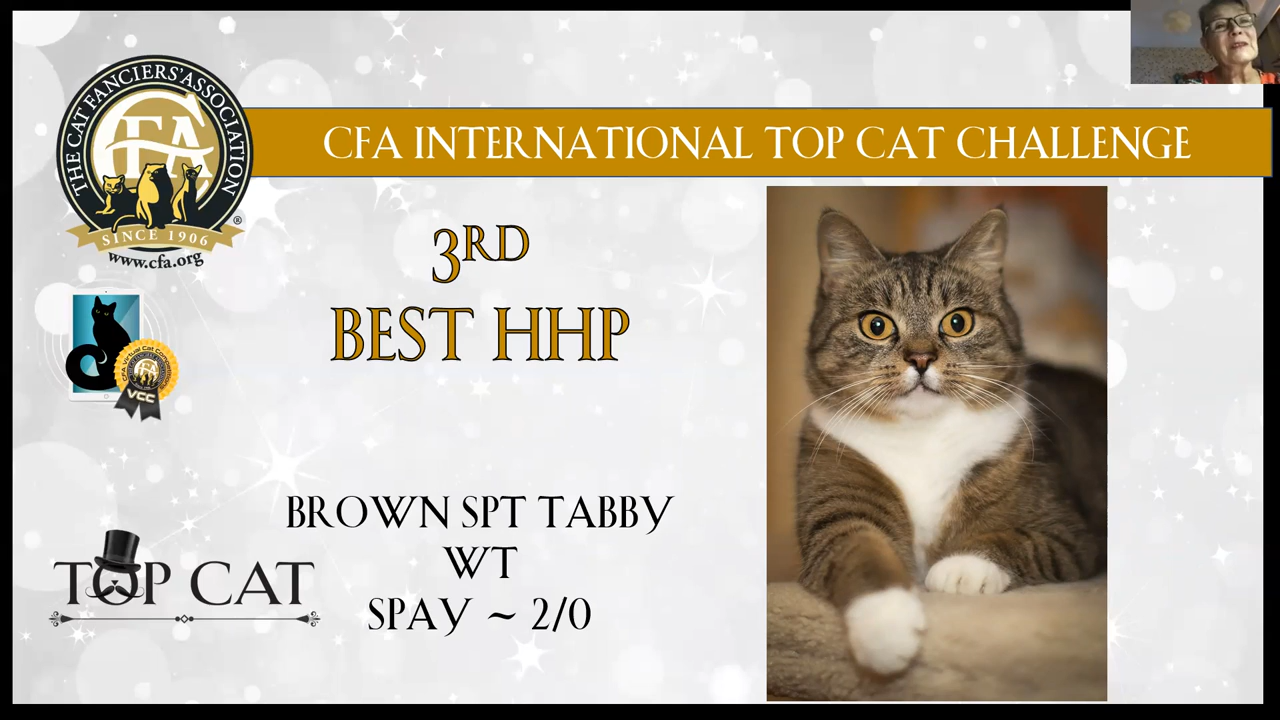 THE CAT FANCIERS' ASSOCIATION
CFA
SINCE 1906
®
www.cfa.org
CFA INTERNATIONAL TOP CAT CHALLENGE
3RD
BEST HHP
VCC
BROWN SPT TABBY
WT
SPAY ~ 2/0
TOP CAT